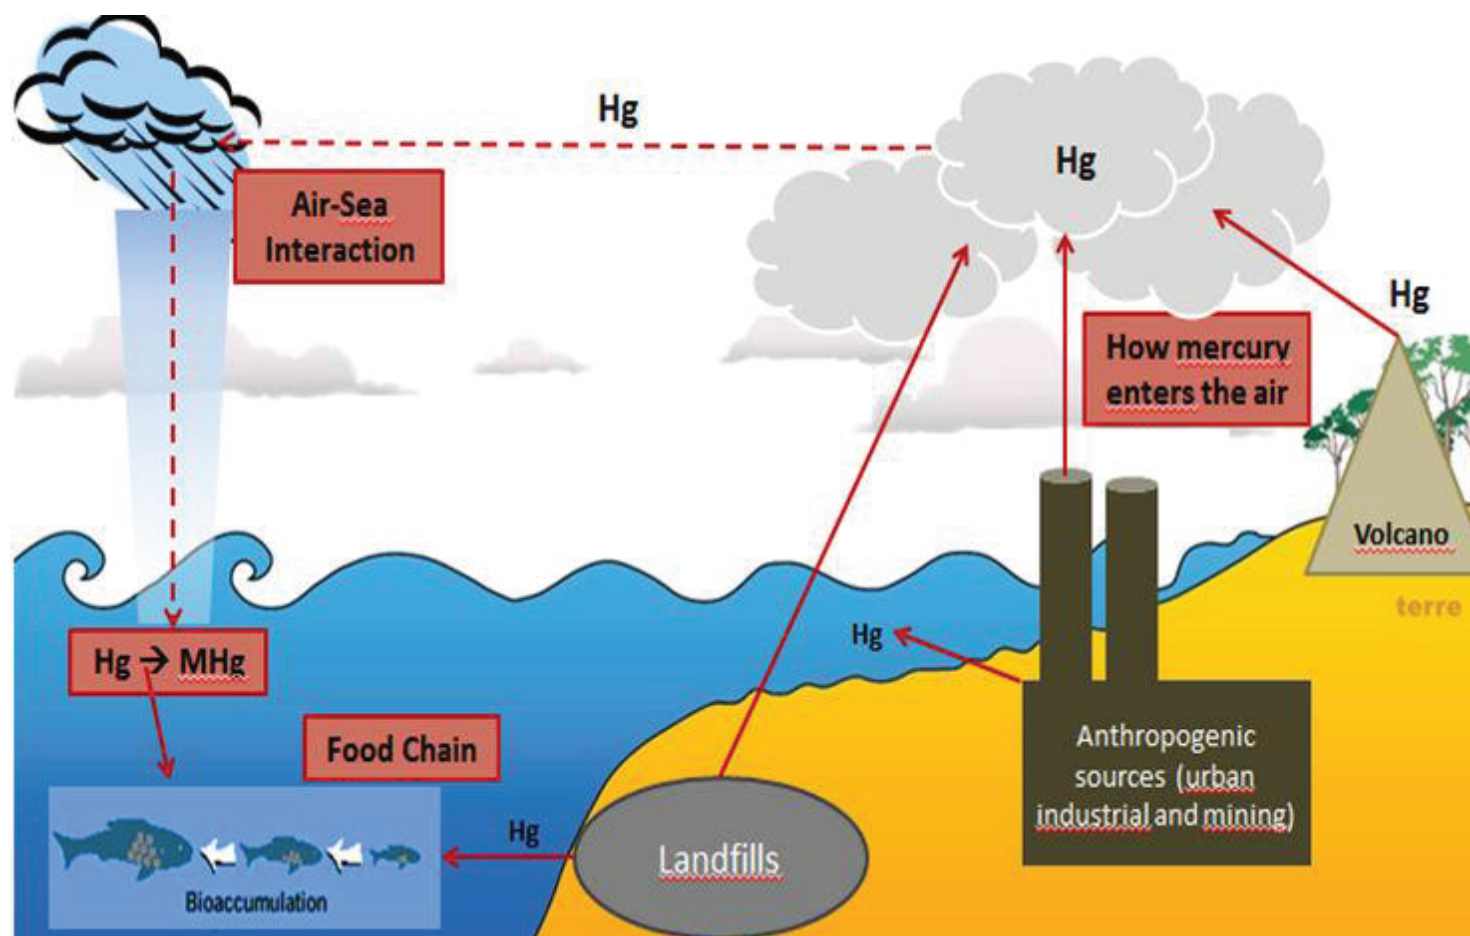 Hg
Hg
Air-Sea
Interaction
Hg
How mercury
enters the air
Volcano
terre
Hg
Hg → MHg
Food Chain
Anthropogenic
sources (urban
industrial and mining)
Hg
Landfills
Bioaccumulation